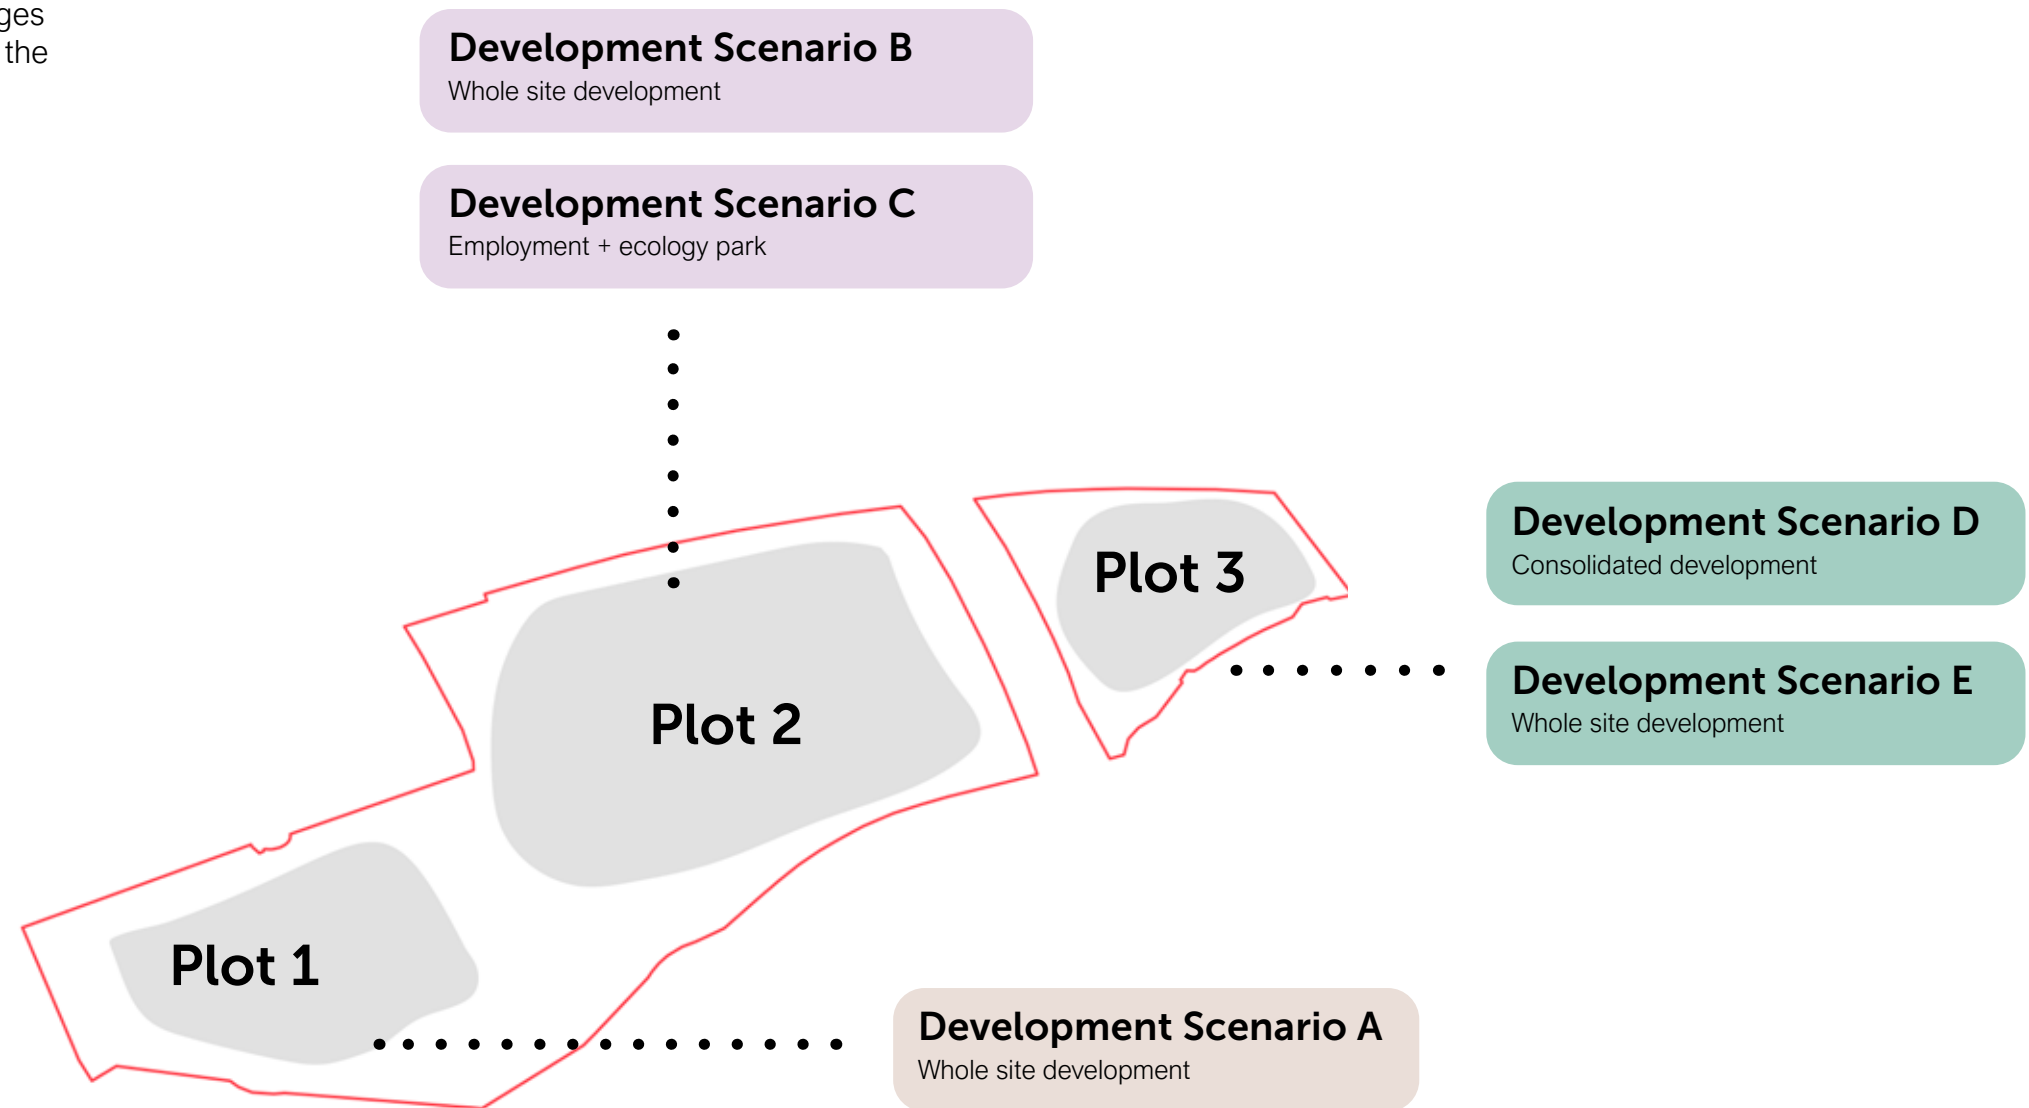 the
Development Scenario B
Whole site development
Development Scenario C
Employment + ecology park
Plot 3
Development Scenario D
Consolidated development
Development Scenario E
Whole site development
Plot 2
Plot 1
Development Scenario A
Whole site development